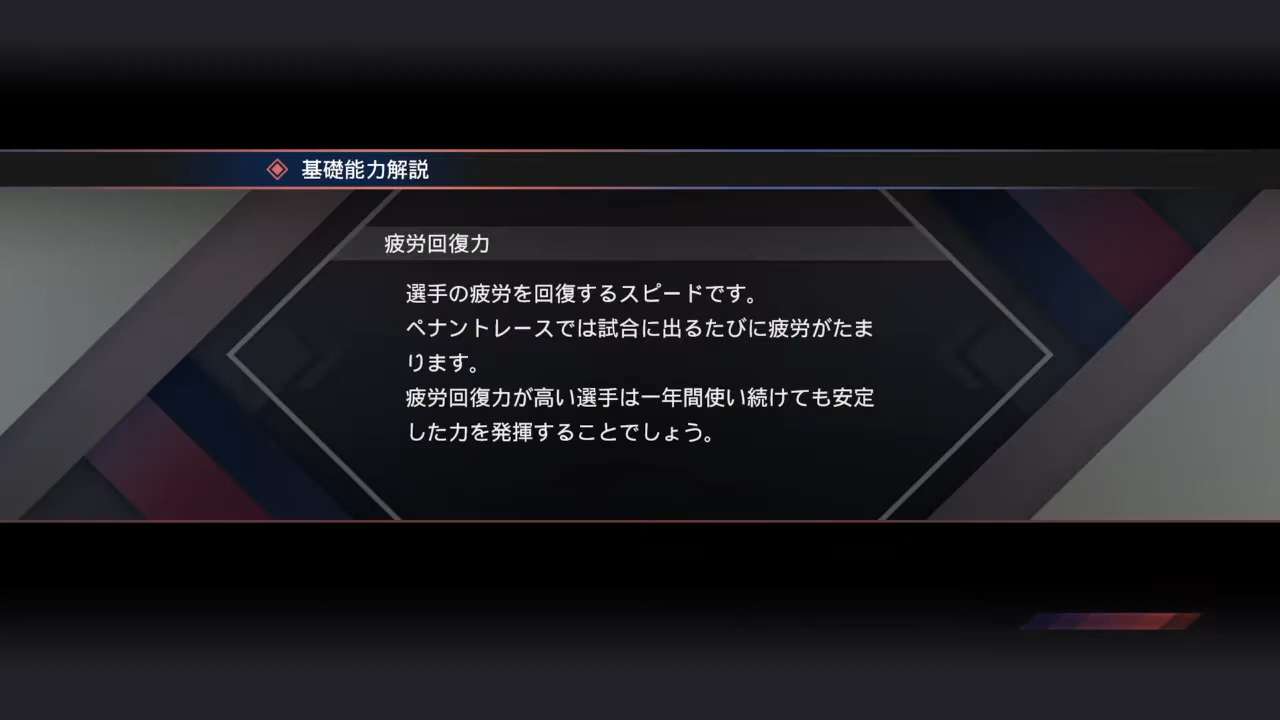 基礎能力解説
疲労回復力
選手の疲労を回復するスピードです。
ペナントレースでは試合に出るたびに疲労がたま
ります。
疲労回復力が高い選手は一年間使い続けても安定
した力を発揮することでしょう。